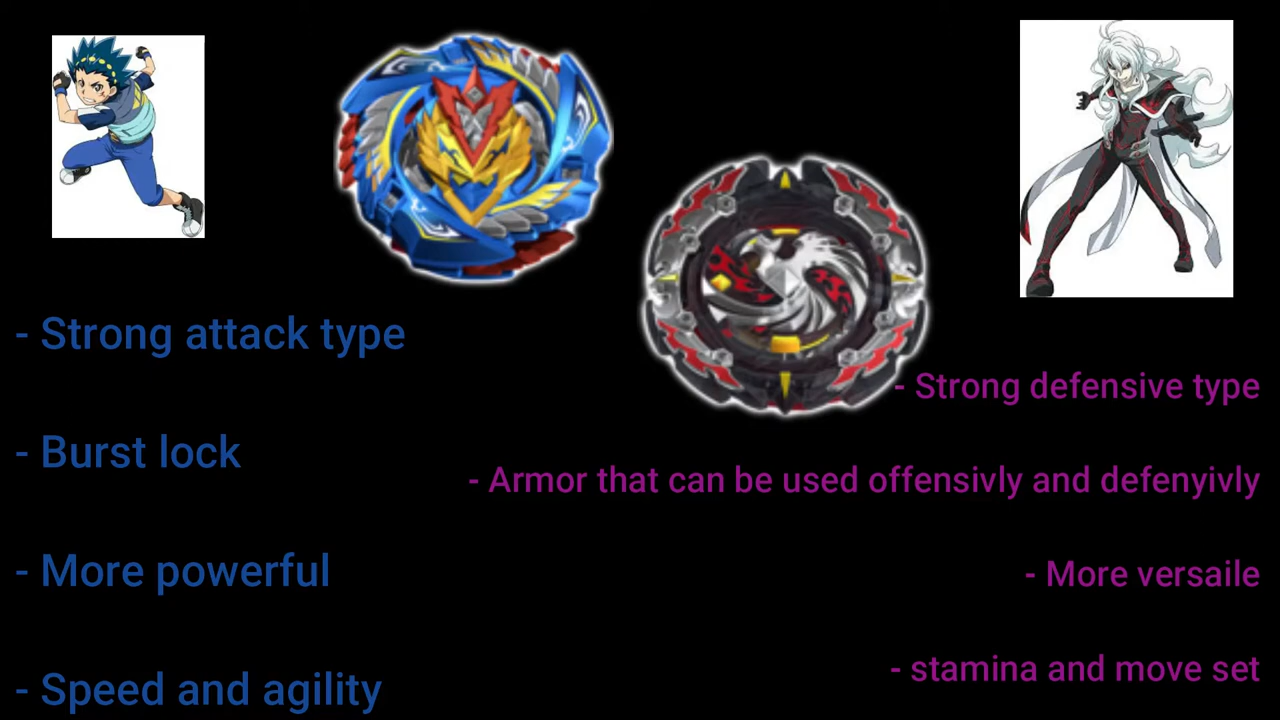 - Strong attack type
- Burst lock
- More powerful
- Speed and agility
- Strong defensive type
- Armor that can be used offensivly and defenyivly
- More versaile
- stamina and move set